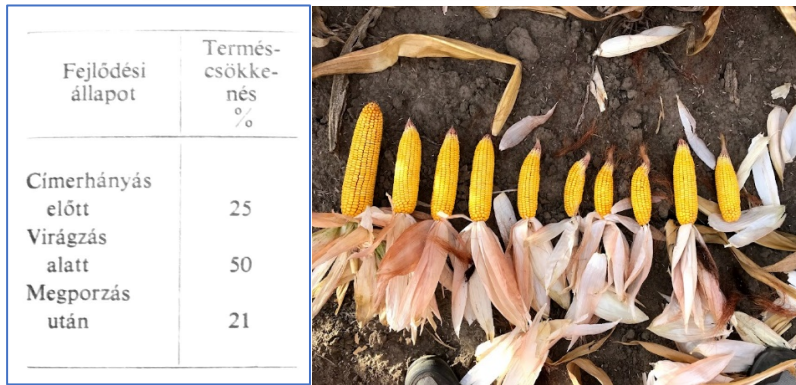 Fejlődési
állapot
Termés-
csökke-
nés
%
Címerhányás
előtt 25
Virágzás
alatt 50
Megporzás
után 21